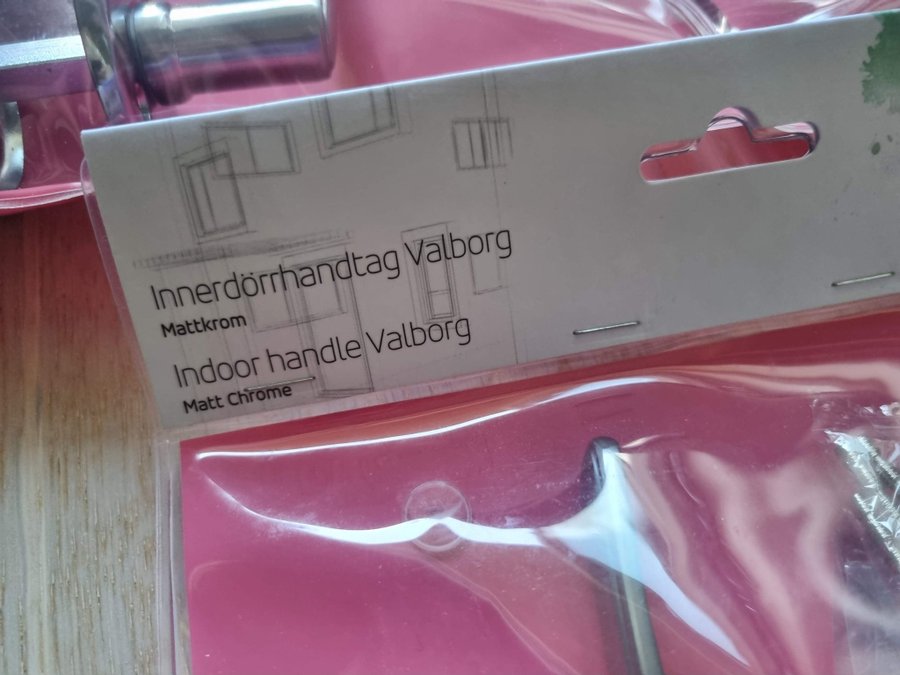 Innerdörrhandtag Valborg
Mattkrom
Indoor handle Valborg
Matt Chrome